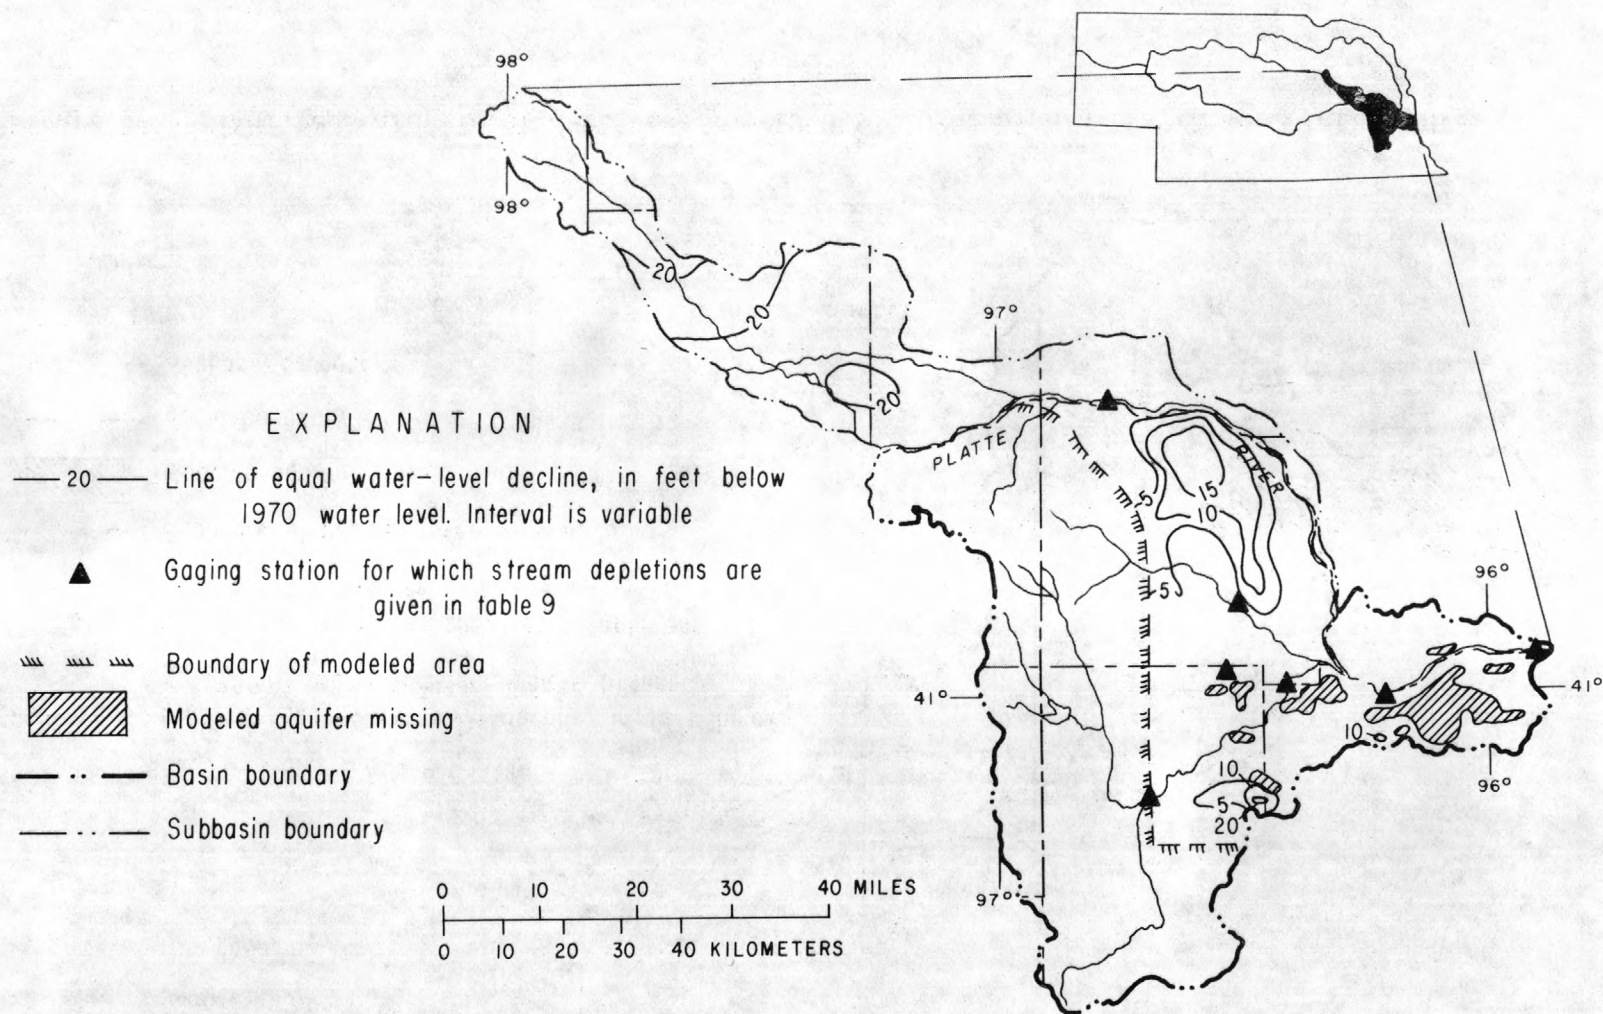 98°
98°
20
20
20
97°
PLATTE
RIVER
5
15
10
5
96°
41°
41°
10
10
5
20
96°
97°
EXPLANATION
20 Line of equal water-level decline, in feet below
1970 water level. Interval is variable
Gaging station for which stream depletions are
given in table 9
Boundary of modeled area
Modeled aquifer missing
Basin boundary
Subbasin boundary
0 10 20 30 40 MILES
0 10 20 30 40 KILOMETERS